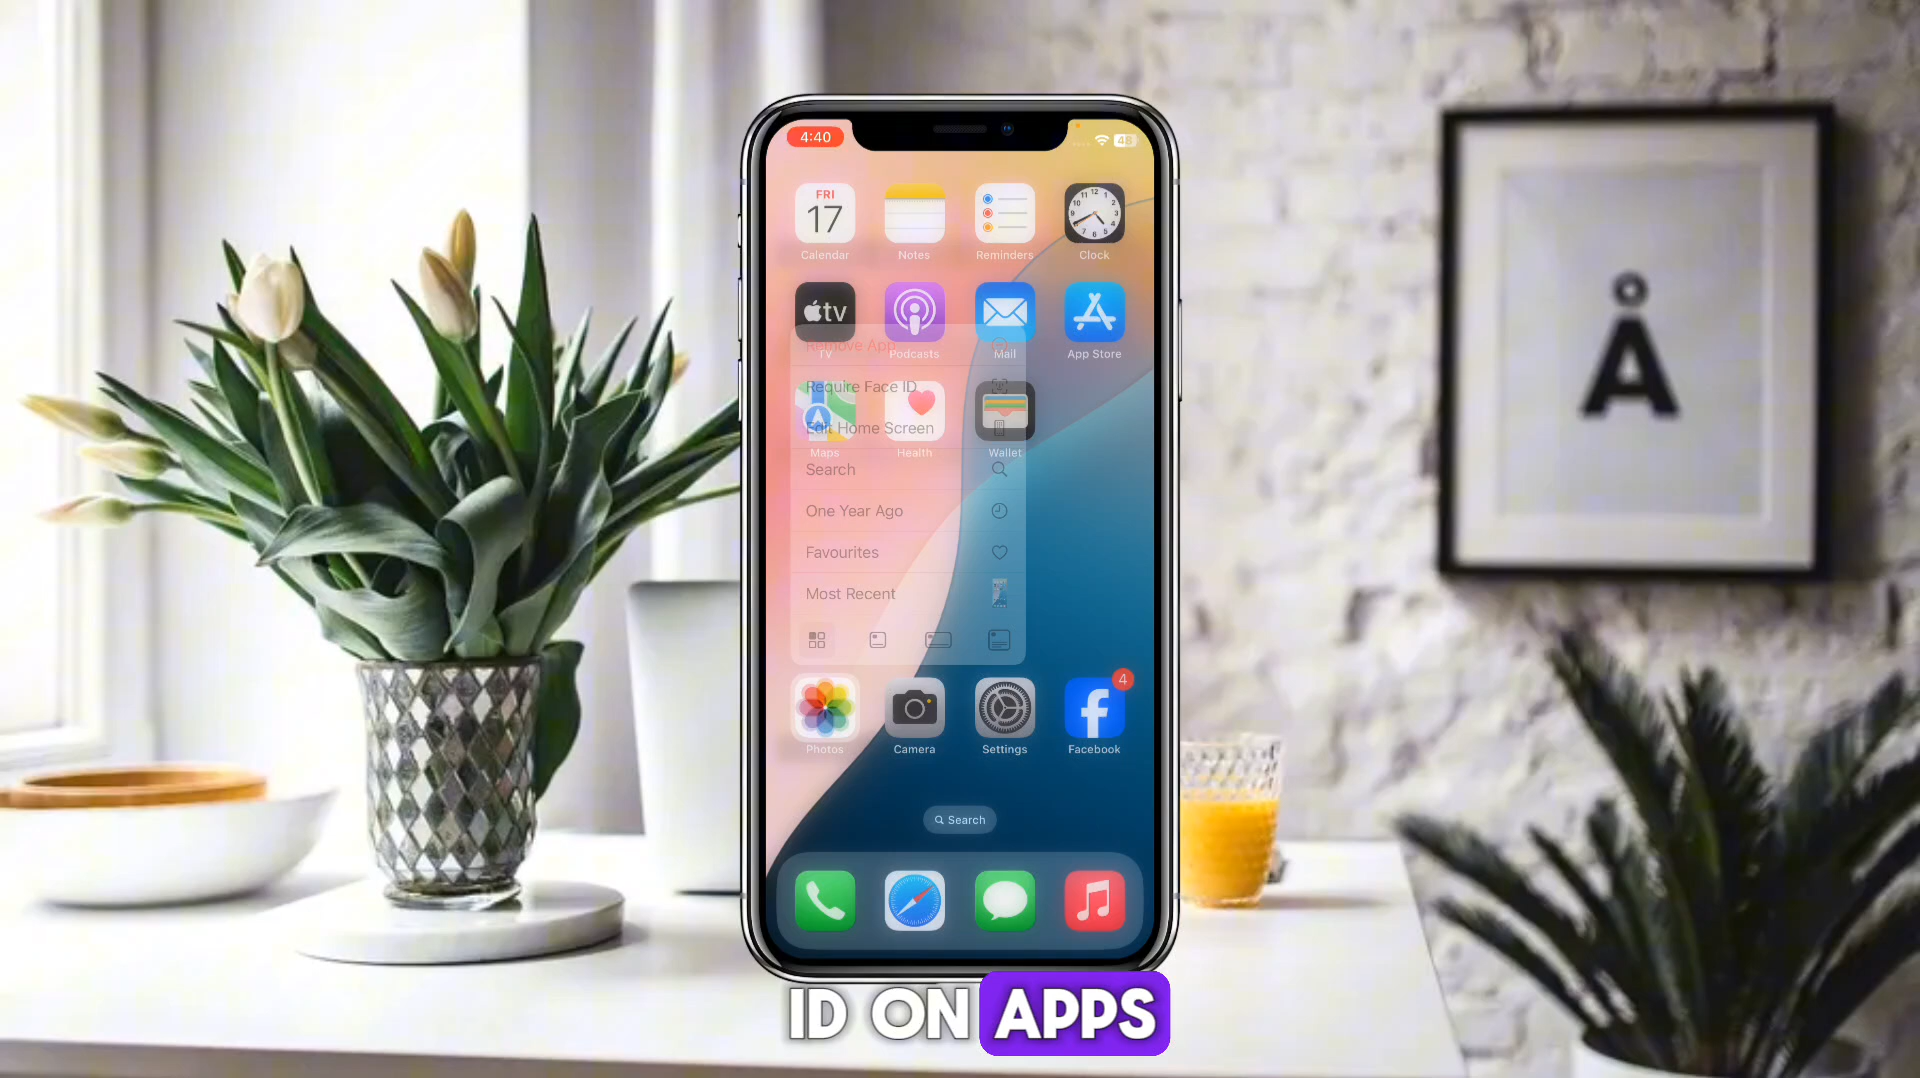 4:40
48
FRI
17
Calendar
Notes
Reminders
Clock
tv
TV
Podcasts
Mail
App Store
Remove App
Require Face ID
Maps
Health
Wallet
Edit Home Screen
Search
One Year Ago
Favourites
Most Recent
4
Photos
Camera
Settings
Facebook
Search
Å
ID ON APPS